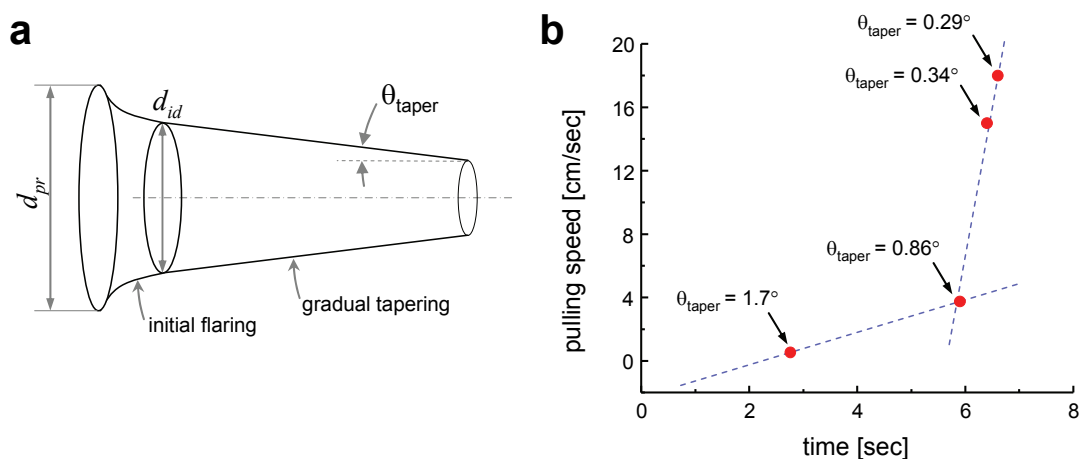 a
d_pr
d_id
θ_taper
initial flaring
gradual tapering
b
pulling speed [cm/sec]
20
16
12
8
4
0
θ_taper = 0.29°
θ_taper = 0.34°
θ_taper = 0.86°
θ_taper = 1.7°
0
2
4
6
8
time [sec]